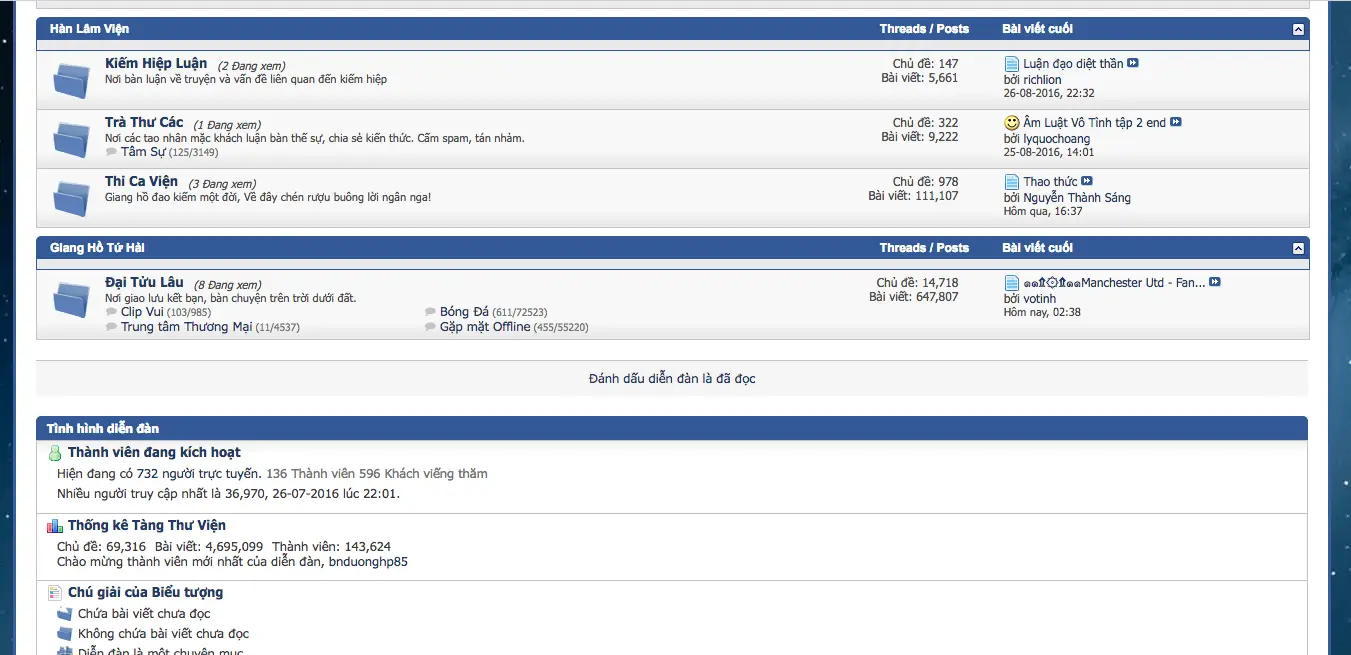 Hàn Lâm Viện Threads / Posts Bài viết cuối
Kiếm Hiệp Luận (2 Đang xem) Chủ đề: 147 Luận đạo diệt thần
Nơi bàn luận về truyện và vấn đề liên quan đến kiếm hiệp Bài viết: 5,661 bởi richlion
26-08-2016, 22:32
Trà Thư Các (1 Đang xem) Chủ đề: 322 Âm Luật Vô Tình tập 2 end
Nơi các tao nhân mặc khách luận bàn thế sự, chia sẻ kiến thức. Cấm spam, tán nhảm. Bài viết: 9,222 bởi lyquochoang
Tâm Sự (125/3149) 25-08-2016, 14:01
Thi Ca Viện (3 Đang xem) Chủ đề: 978 Thao thức
Giang hồ đao kiếm một đời, Về đây chén rượu buông lời ngân nga! Bài viết: 111,107 bởi Nguyễn Thành Sáng
Hôm qua, 16:37
Giang Hồ Tứ Hải Threads / Posts Bài viết cuối
Đại Tửu Lâu (8 Đang xem) Chủ đề: 14,718 ๑๑۩۞۩๑๑Manchester Utd - Fan...
Nơi giao lưu kết bạn, bàn chuyện trên trời dưới đất. Bài viết: 647,807 bởi votinh
Clip Vui (103/985) Bóng Đá (611/72523) Hôm nay, 02:38
Trung tâm Thương Mại (11/4537) Gặp mặt Offline (455/55220)
Đánh dấu diễn đàn là đã đọc
Tình hình diễn đàn
Thành viên đang kích hoạt
Hiện đang có 732 người trực tuyến. 136 Thành viên 596 Khách viếng thăm
Nhiều người truy cập nhất là 36,970, 26-07-2016 lúc 22:01.
Thống kê Tàng Thư Viện
Chủ đề: 69,316 Bài viết: 4,695,099 Thành viên: 143,624
Chào mừng thành viên mới nhất của diễn đàn, bnduonghp85
Chú giải của Biểu tượng
Chứa bài viết chưa đọc
Không chứa bài viết chưa đọc
Diễn đàn là một chuyên mục